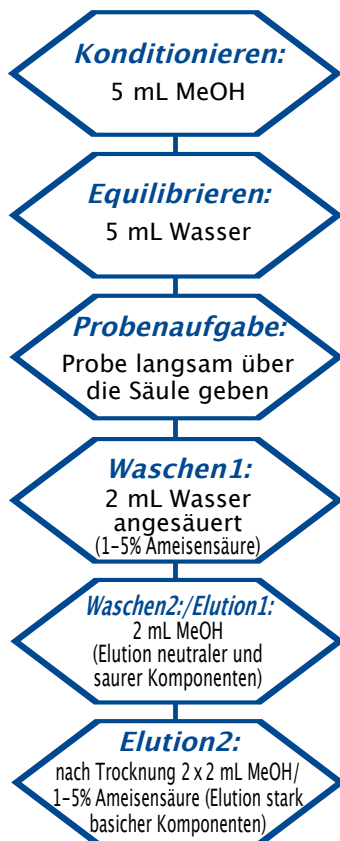 Konditionieren:
5 mL MeOH
Equilibrieren:
5 mL Wasser
Probenaufgabe:
Probe langsam über
die Säule geben
Waschen1:
2 mL Wasser
angesäuert
(1-5% Ameisensäure)
Waschen2:/Elution1:
2 mL MeOH
(Elution neutraler und
saurer Komponenten)
Elution2:
nach Trocknung 2 x 2 mL MeOH/
1-5% Ameisensäure (Elution stark
basicher Komponenten)